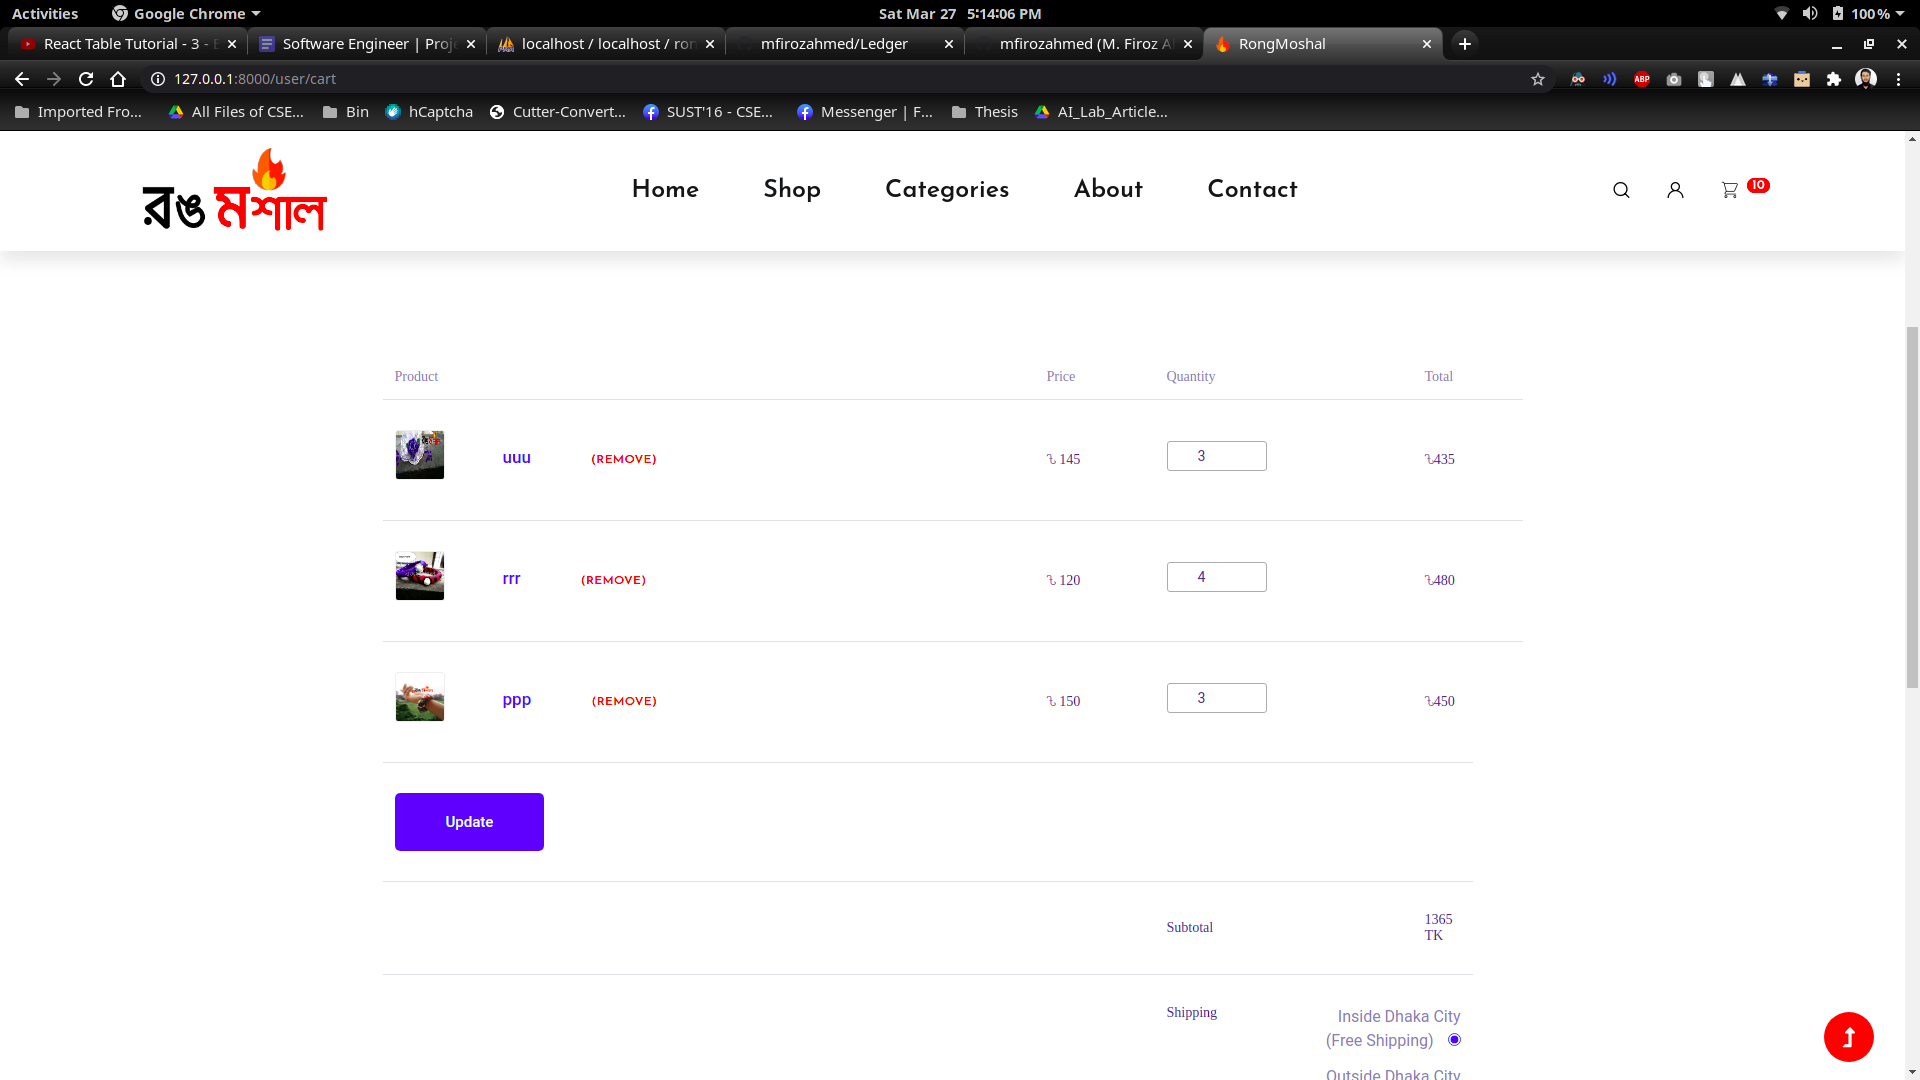 Activities Google Chrome Sat Mar 27 5:14:06 PM 100%
React Table Tutorial - 3 - Software Engineer | Proj localhost / localhost / ron mfirozahmed/Ledger mfirozahmed (M. Firoz A RongMoshal
127.0.0.1:8000/user/cart ABP
Imported Fro... All Files of CSE... Bin hCaptcha Cutter-Convert... SUST'16 - CSE... Messenger | F... Thesis AI_Lab_Article...
রঙ মশাল Home Shop Categories About Contact 10
Product Price Quantity Total
uuu (REMOVE) ৳ 145 3 ৳435
rrr (REMOVE) ৳ 120 4 ৳480
ppp (REMOVE) ৳ 150 3 ৳450
Update
Subtotal 1365
TK
Shipping Inside Dhaka City
(Free Shipping)
Outside Dhaka City